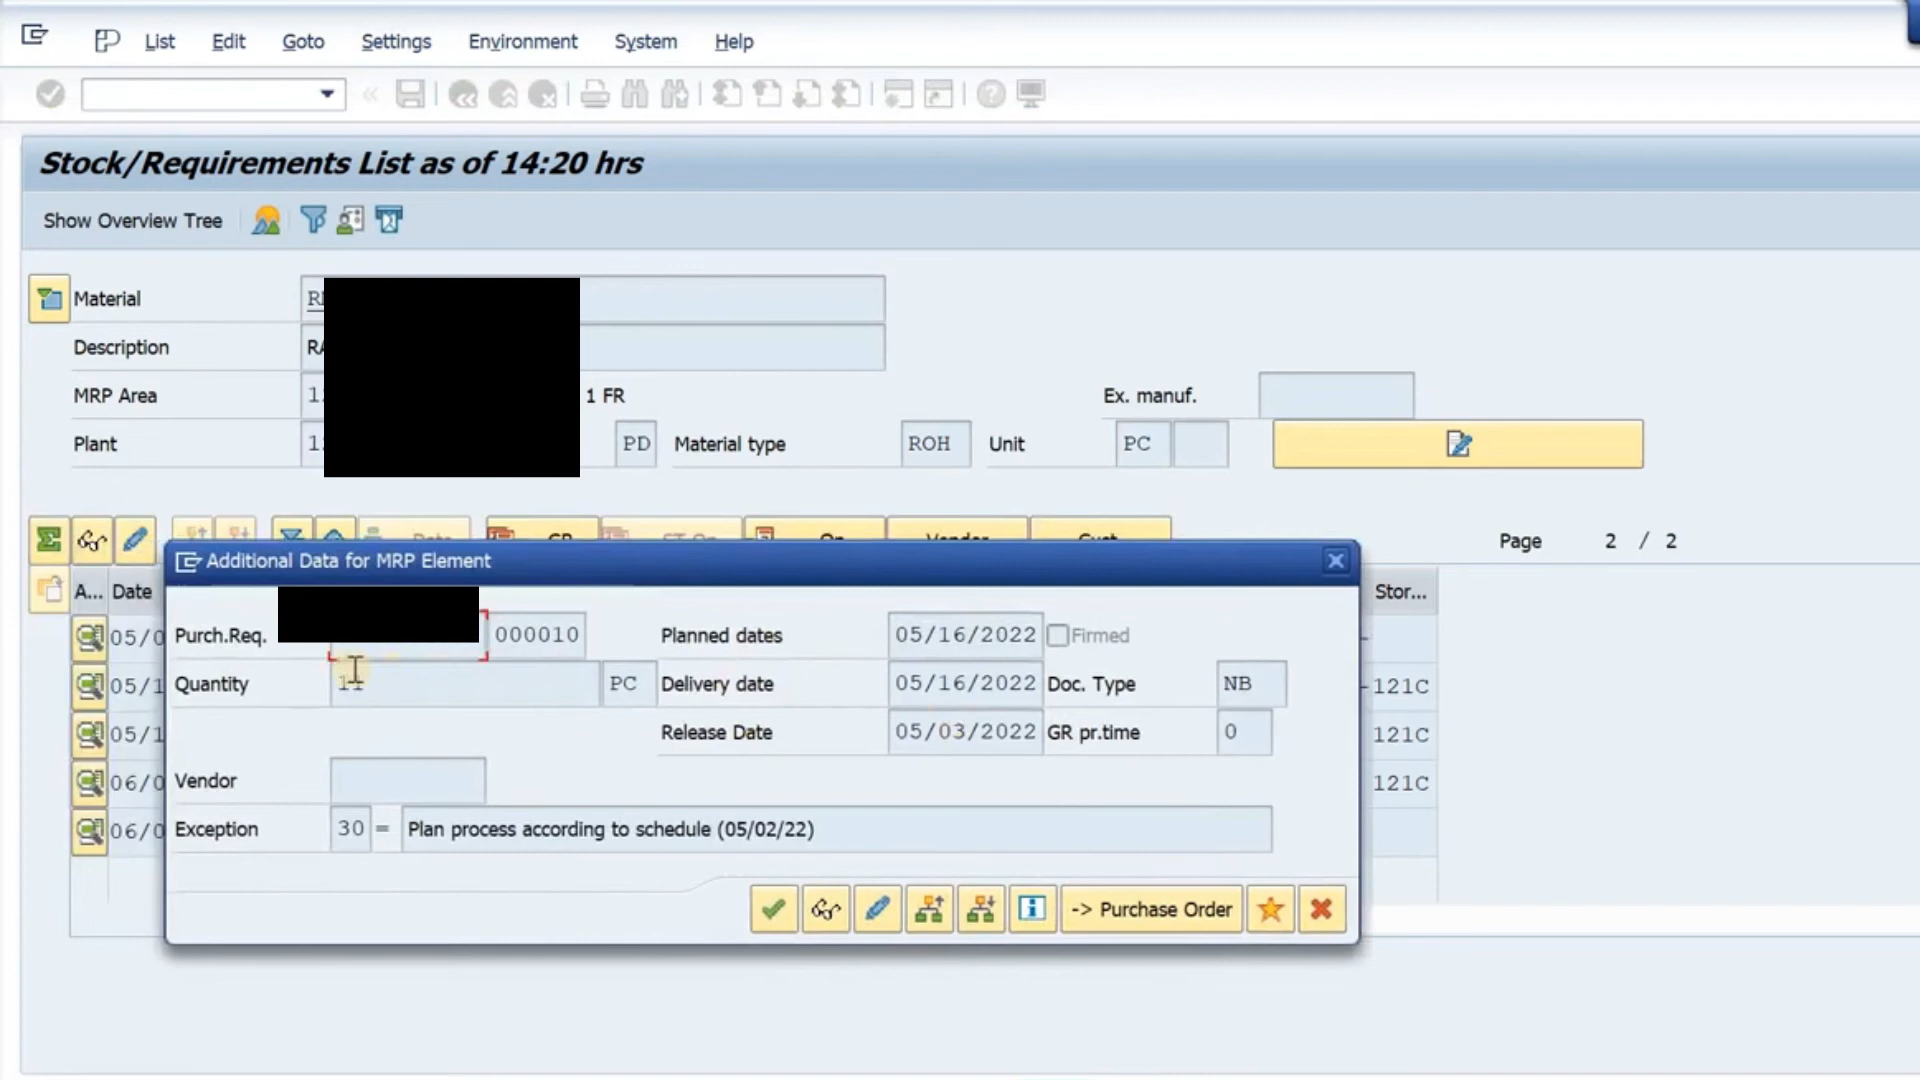 List Edit Goto Settings Environment System Help
Stock/Requirements List as of 14:20 hrs
Show Overview Tree
Material
Description
MRP Area 1 FR Ex. manuf.
Plant PD Material type ROH Unit PC
Page 2 / 2
A... Date Stor...
Additional Data for MRP Element
Purch.Req. 000010 Planned dates 05/16/2022 Firmed
Quantity 11 PC Delivery date 05/16/2022 Doc. Type NB
121C
Release Date 05/03/2022 GR pr.time 0
121C
Vendor
121C
Exception 30 = Plan process according to schedule (05/02/22)
-> Purchase Order